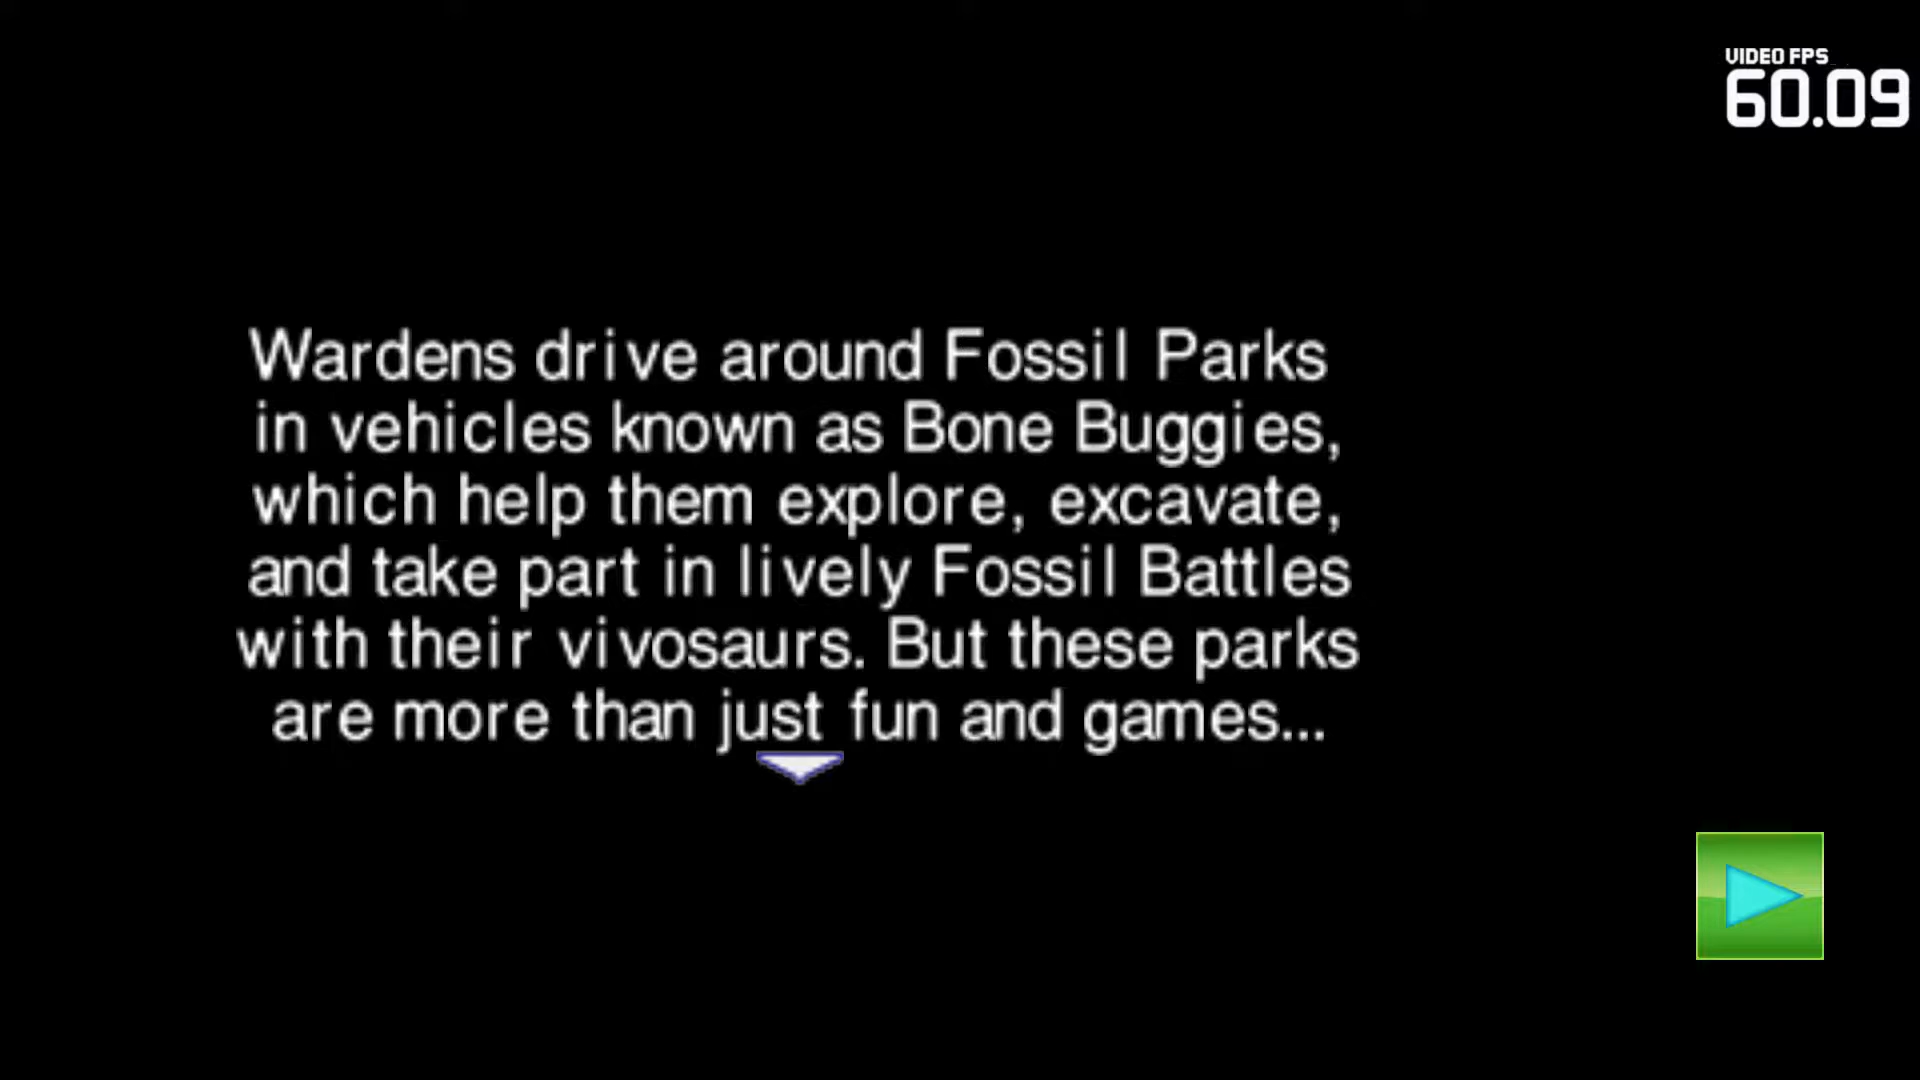 VIDEO FPS
60.09
Wardens drive around Fossil Parks
in vehicles known as Bone Buggies,
which help them explore, excavate,
and take part in lively Fossil Battles
with their vivosaurs. But these parks
are more than just fun and games...